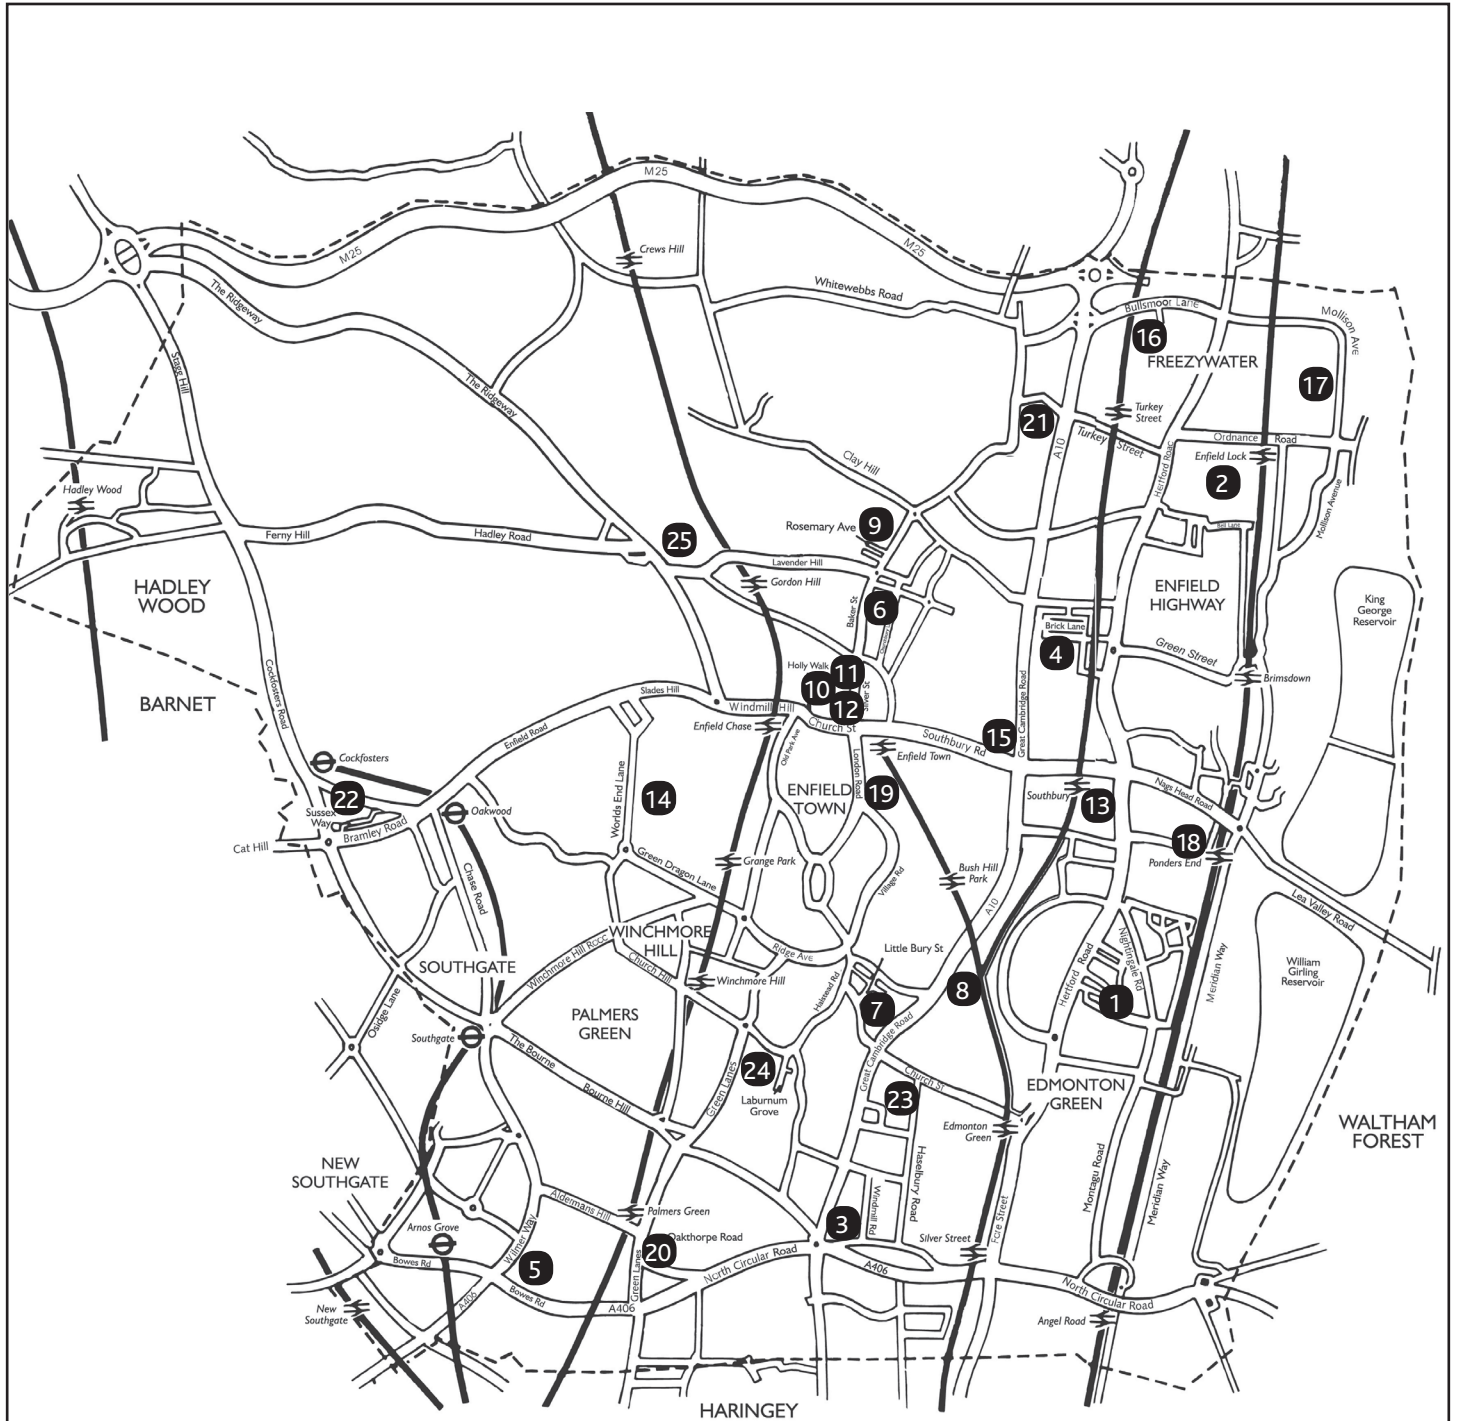 M25
Crews Hill
M25
M25
The Ridgeway
Whitewebbs Road
Bullsmoor Lane
Mollison Ave
16
FREEZYWATER
Stagg Hill
The Ridgeway
17
Turkey
Street
21
A10
Turkey Street
Ordnance Road
Enfield Lock
Clay Hill
Hertford Road
2
Hadley Wood
Mollison Avenue
Rosemary Ave
9
Bell Lane
Ferny Hill
Hadley Road
25
Lavender Hill
Gordon Hill
HADLEY
WOOD
ENFIELD
HIGHWAY
King
George
Reservoir
Baker St
6
Brick Lane
4
Green Street
Holly Walk
11
10
Brimsdown
Cockfosters Road
BARNET
Slades Hill
Silver St
12
Windmill Hill
Church St
Enfield Chase
Great Cambridge Road
15
Southbury Rd
Enfield Road
Old Park Ave
London Road
Enfield Town
Cockfosters
22
Sussex
Way
Oakwood
Worlds End Lane
14
ENFIELD
TOWN
19
Southbury
13
Nags Head Road
Bramley Road
Cat Hill
18
Ponders End
Green Dragon Lane
Grange Park
Bush Hill
Park
Chase Road
Village Rd
Lea Valley Road
A10
WINCHMORE
HILL
Nightingale Rd
Ridge Ave
Little Bury St
Winchmore Hill Road
Church Hill
SOUTHGATE
Winchmore Hill
Hertford Road
Meridian Way
William
Girling
Reservoir
Halstead Rd
8
7
1
Osidge Lane
PALMERS
GREEN
Southgate
The Bourne
Great Cambridge Road
24
Church St
Bourne Hill
Green Lanes
Laburnum
Grove
23
EDMONTON
GREEN
Edmonton
Green
WALTHAM
FOREST
NEW
SOUTHGATE
Haselbury Road
Montagu Road
Meridian Way
Aldermans Hill
Palmers Green
Windmill Rd
3
Fore Street
Arnos Grove
Wilmer Way
Oakthorpe Road
20
Silver Street
Bowes Rd
5
Green Lanes
North Circular Road
A406
A406
Bowes Rd
A406
North Circular Road
New
Southgate
Angel Road
HARINGEY